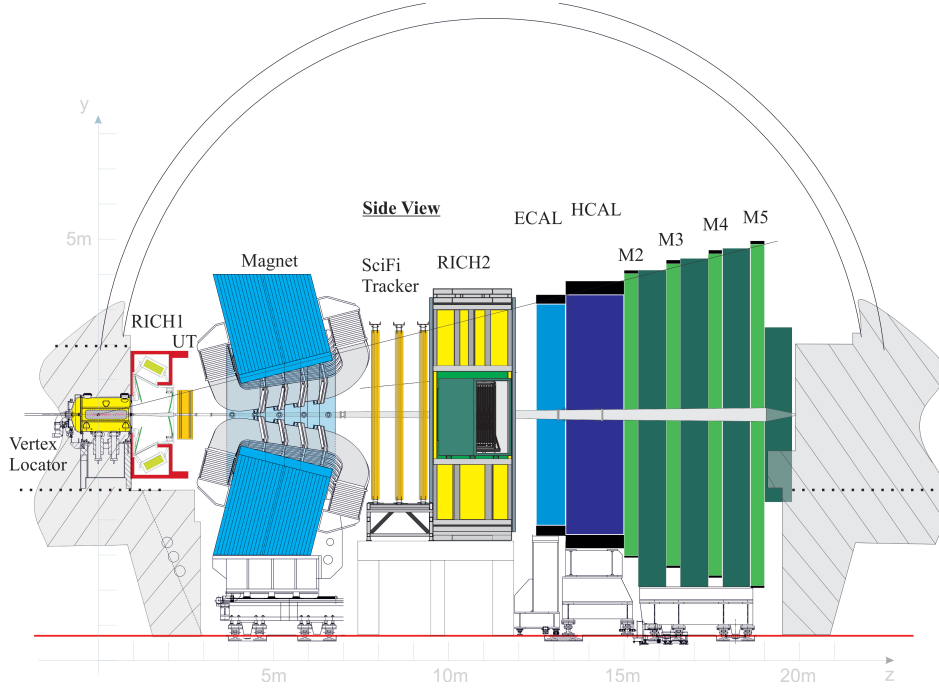 y
Side View
ECAL
HCAL
M5
M4
M3
M2
5m
Magnet
SciFi
Tracker
RICH2
RICH1
UT
Vertex
Locator
5m
10m
15m
20m
z